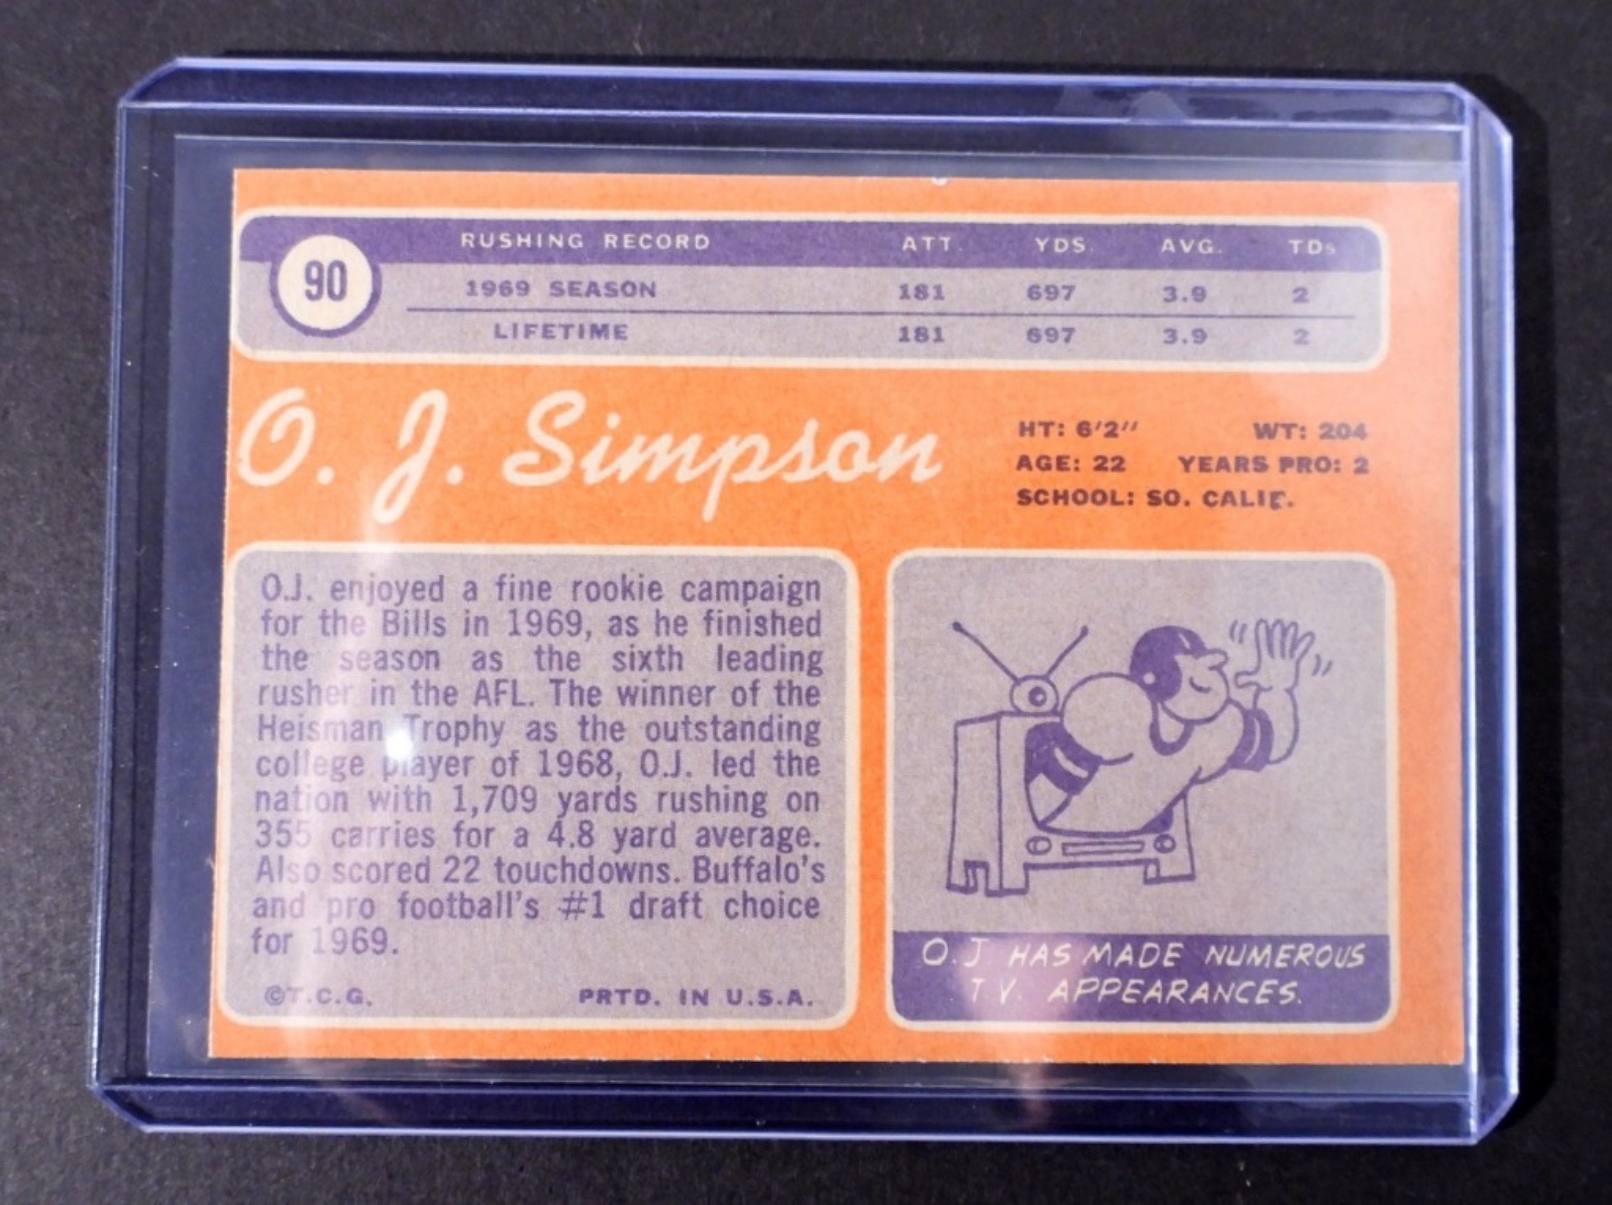 RUSHING RECORD ATT. YDS. AVG. TDs
90
1969 SEASON 181 697 3.9 2
LIFETIME 181 697 3.9 2
O. J. Simpson
HT: 6'2" WT: 204
AGE: 22 YEARS PRO: 2
SCHOOL: SO. CALIF.
O.J. enjoyed a fine rookie campaign
for the Bills in 1969, as he finished
the season as the sixth leading
rusher in the AFL. The winner of the
Heisman Trophy as the outstanding
college player of 1968, O.J. led the
nation with 1,709 yards rushing on
355 carries for a 4.8 yard average.
Also scored 22 touchdowns. Buffalo's
and pro football's #1 draft choice
for 1969.
©T.C.G. PRTD. IN U.S.A.
O.J HAS MADE NUMEROUS
T.V. APPEARANCES.